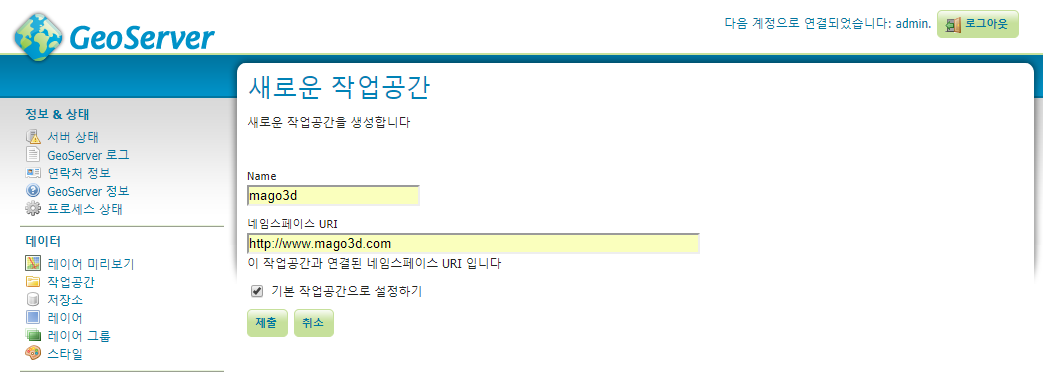 GeoServer
다음 계정으로 연결되었습니다: admin. 로그아웃
정보 & 상태
서버 상태
GeoServer 로그
연락처 정보
GeoServer 정보
프로세스 상태
데이터
레이어 미리보기
작업공간
저장소
레이어
레이어 그룹
스타일
새로운 작업공간
새로운 작업공간을 생성합니다
Name
mago3d
네임스페이스 URI
http://www.mago3d.com
이 작업공간과 연결된 네임스페이스 URI 입니다
기본 작업공간으로 설정하기
제출 취소